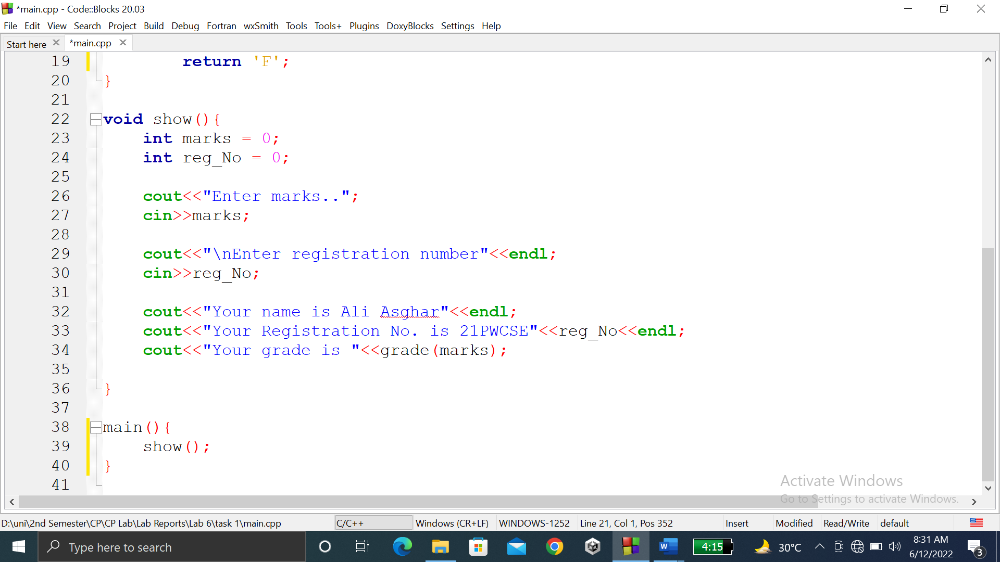 *main.cpp - Code::Blocks 20.03
File Edit View Search Project Build Debug Fortran wxSmith Tools Tools+ Plugins DoxyBlocks Settings Help
Start here *main.cpp
19 return 'F';
20 }
21
22 void show(){
23 int marks = 0;
24 int reg_No = 0;
25
26 cout<<"Enter marks..";
27 cin>>marks;
28
29 cout<<"\nEnter registration number"<<endl;
30 cin>>reg_No;
31
32 cout<<"Your name is Ali Asghar"<<endl;
33 cout<<"Your Registration No. is 21PWCSE"<<reg_No<<endl;
34 cout<<"Your grade is "<<grade(marks);
35
36 }
37
38 main(){
39 show();
40 }
41
Activate Windows
Go to Settings to activate Windows.
D:\uni\2nd Semester\CP\CP Lab\Lab Reports\Lab 6\task 1\main.cpp C/C++ Windows (CR+LF) WINDOWS-1252 Line 21, Col 1, Pos 352 Insert Modified Read/Write default
Type here to search W 4:15 30°C 8:31 AM
6/12/2022 3